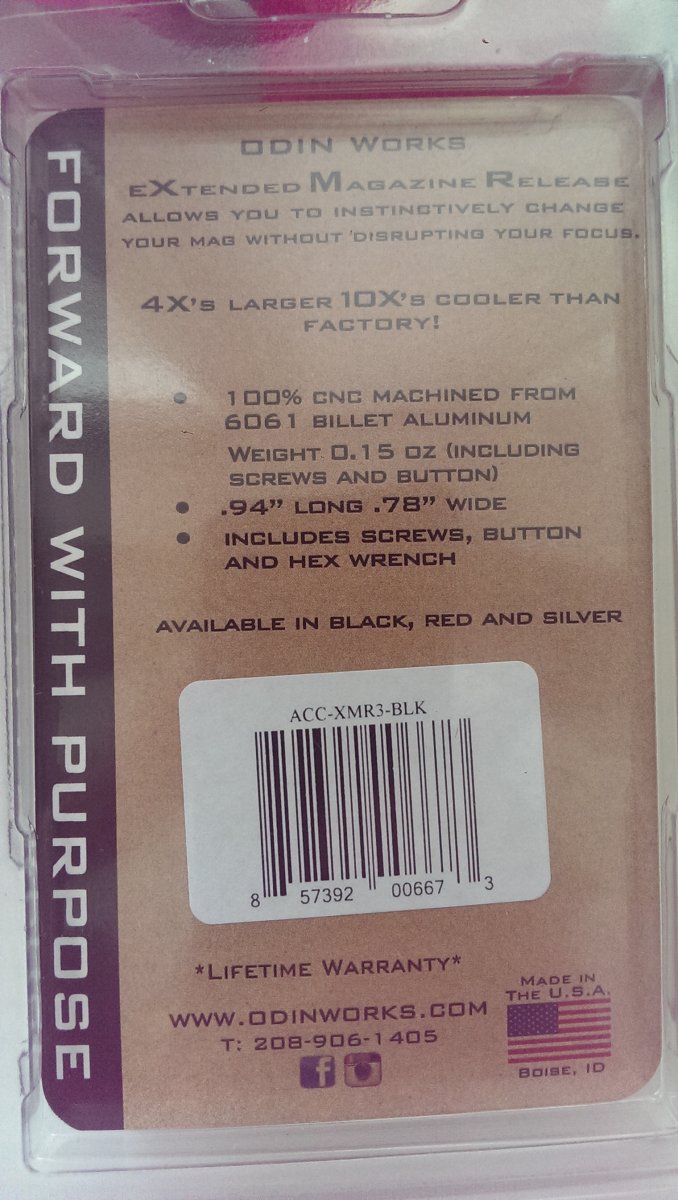 FORWARD WITH PURPOSE
ODIN WORKS
EXTENDED MAGAZINE RELEASE
ALLOWS YOU TO INSTINCTIVELY CHANGE
YOUR MAG WITHOUT DISRUPTING YOUR FOCUS.
4X'S LARGER 10X'S COOLER THAN
FACTORY!
• 100% CNC MACHINED FROM
6061 BILLET ALUMINUM
WEIGHT 0.15 OZ (INCLUDING
SCREWS AND BUTTON)
• .94" LONG .78" WIDE
• INCLUDES SCREWS, BUTTON
AND HEX WRENCH
AVAILABLE IN BLACK, RED AND SILVER
ACC-XMR3-BLK
8 57392 00667 3
*LIFETIME WARRANTY*
WWW.ODINWORKS.COM
T: 208-906-1405
MADE IN
THE U.S.A.
BOISE, ID